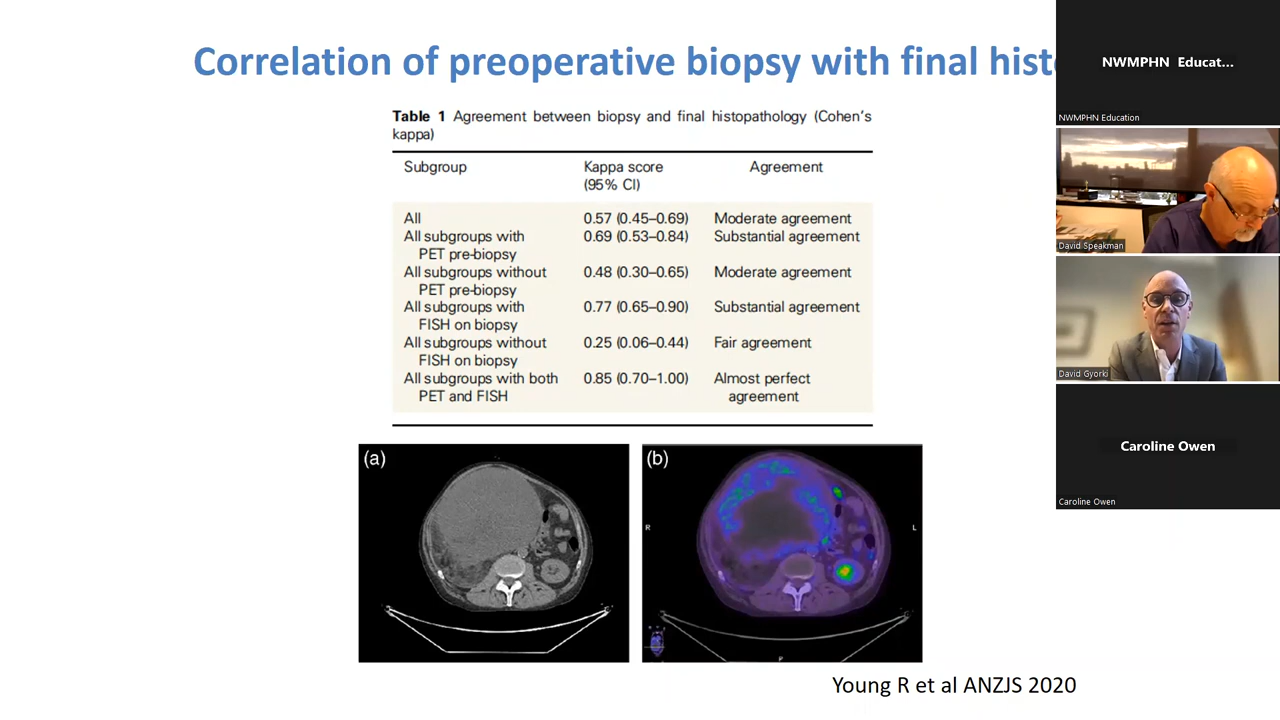 Correlation of preoperative biopsy with final hist
Table 1 Agreement between biopsy and final histopathology (Cohen's
kappa)
Subgroup Kappa score Agreement
(95% CI)
All 0.57 (0.45–0.69) Moderate agreement
All subgroups with 0.69 (0.53–0.84) Substantial agreement
PET pre-biopsy
All subgroups without 0.48 (0.30–0.65) Moderate agreement
PET pre-biopsy
All subgroups with 0.77 (0.65–0.90) Substantial agreement
FISH on biopsy
All subgroups without 0.25 (0.06–0.44) Fair agreement
FISH on biopsy
All subgroups with both 0.85 (0.70–1.00) Almost perfect
PET and FISH agreement
(a)
(b)
R
L
P
Young R et al ANZJS 2020
NWMPHN Educat...
NWMPHN Education
David Speakman
David Gyorki
Caroline Owen
Caroline Owen